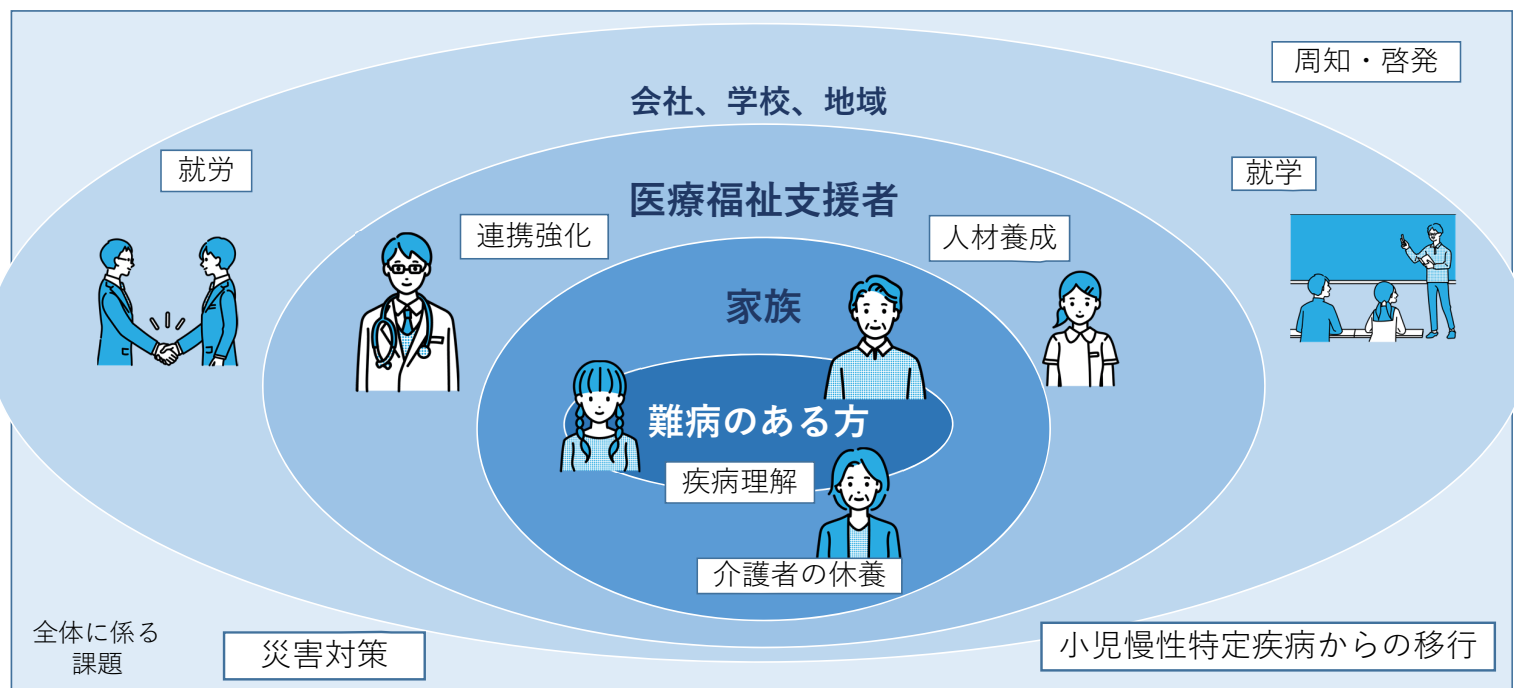 周知・啓発
会社、学校、地域
就労
就学
医療福祉支援者
連携強化
人材養成
家族
難病のある方
疾病理解
介護者の休養
全体に係る
課題
災害対策
小児慢性特定疾病からの移行